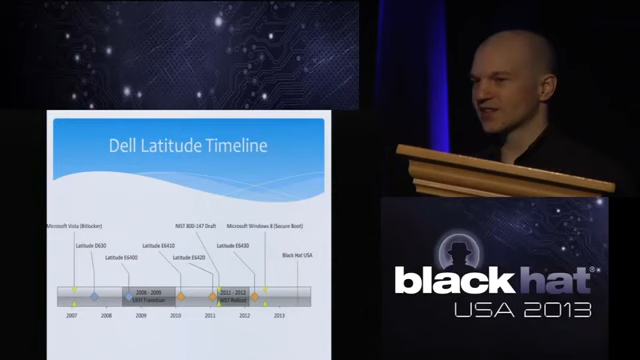 Dell Latitude Timeline
Microsoft Vista (Bitlocker)
NIST 800-147 Draft
Microsoft Windows 8 (Secure Boot)
Latitude D630
Latitude E6410
Latitude E6430
Latitude E6400
Latitude E6420
Black Hat USA
2008 - 2009
UEFI Transition
2011 - 2012
2007
2008
2009
2010
2011
2012
2013
black hat®
USA 2013